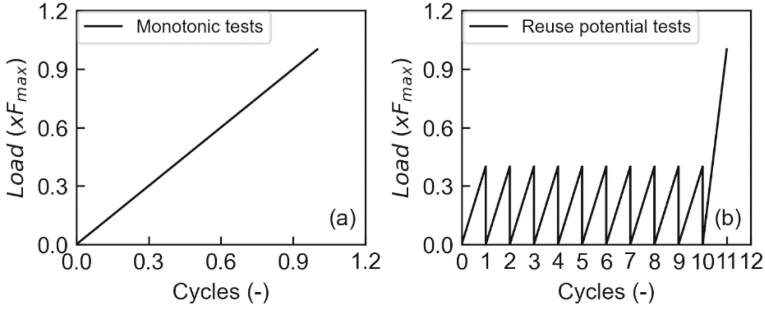 1.2
Monotonic tests
0.9
0.6
0.3
0.0
Load (xFmax)
(a)
0.0 0.3 0.6 0.9 1.2
Cycles (-)
1.2
Reuse potential tests
0.9
0.6
0.3
0.0
Load (xFmax)
(b)
0 1 2 3 4 5 6 7 8 9 10 11 12
Cycles (-)